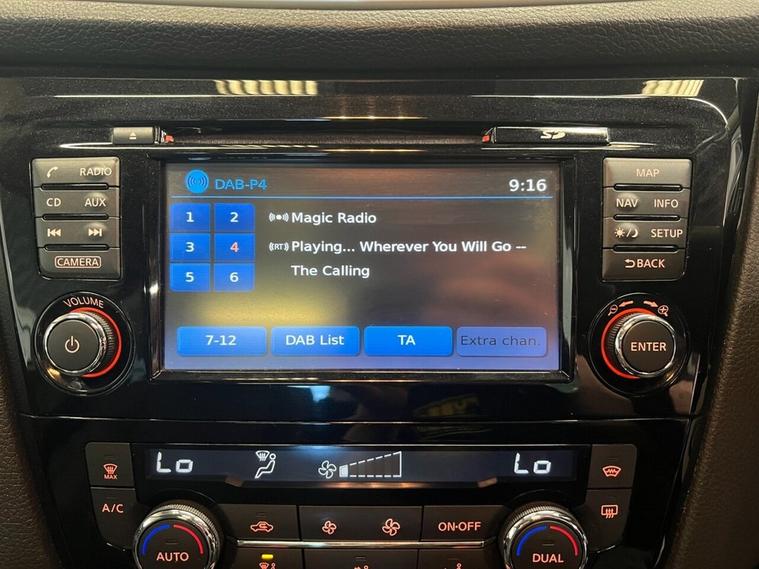 SD
RADIO
MAP
DAB-P4
9:16
CD AUX
NAV INFO
1 2
Magic Radio
SETUP
3 4
(RT) Playing... Wherever You Will Go --
CAMERA
BACK
5 6
The Calling
VOLUME
7-12
DAB List
TA
Extra chan.
ENTER
Lo
Lo
MAX
A/C
ON·OFF
AUTO
DUAL